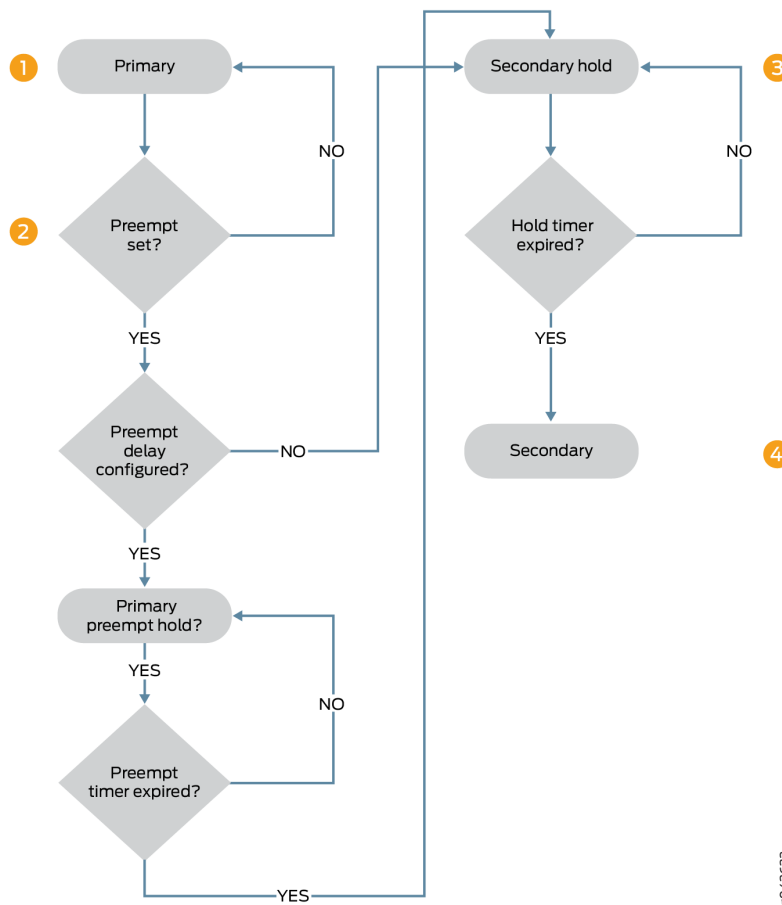 1
Primary
NO
2
Preempt
set?
YES
Preempt
delay
configured?
NO
YES
Primary
preempt hold?
YES
NO
Preempt
timer expired?
YES
Secondary hold
3
NO
Hold timer
expired?
YES
Secondary
4